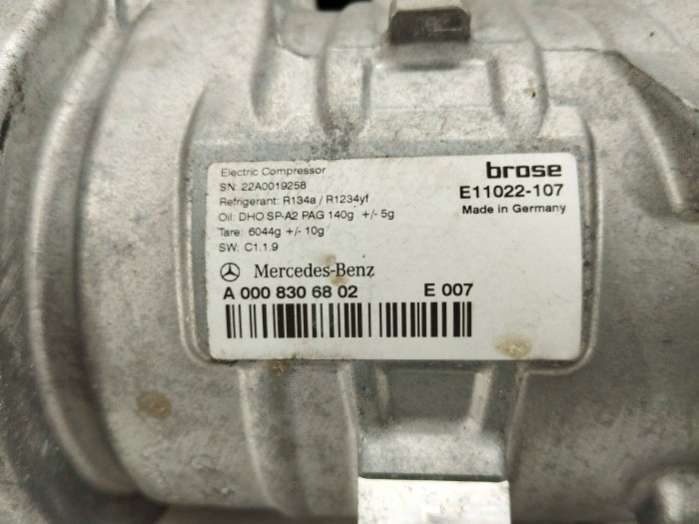 Electric Compressor
SN: 22A0019258
Refrigerant: R134a / R1234yf
Oil: DHO SP-A2 PAG 140g +/- 5g
Tare: 6044g +/- 10g
SW: C1.1.9
brose
E11022-107
Made in Germany
Mercedes-Benz
A 000 830 68 02 E 007